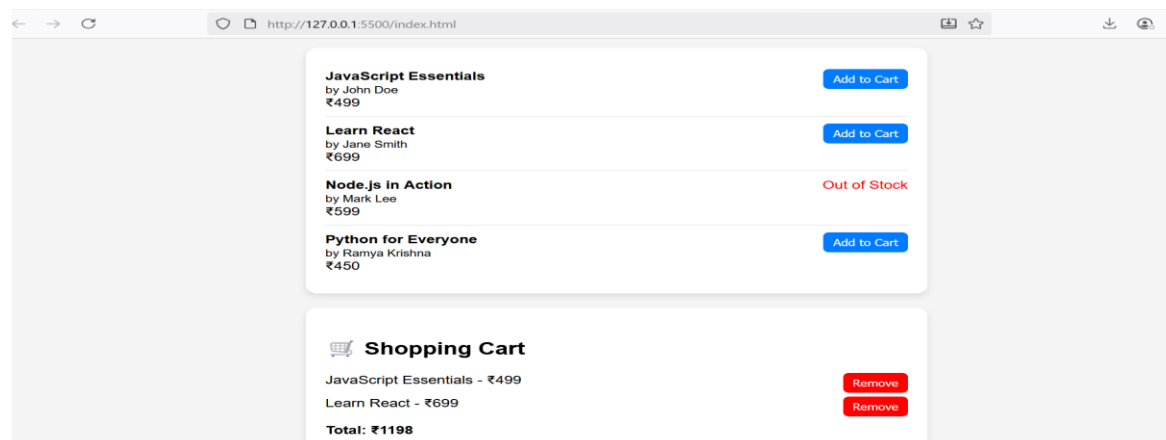 http://127.0.0.1:5500/index.html
JavaScript Essentials
Add to Cart
by John Doe
₹499
Learn React
Add to Cart
by Jane Smith
₹699
Node.js in Action
Out of Stock
by Mark Lee
₹599
Python for Everyone
Add to Cart
by Ramya Krishna
₹450
Shopping Cart
JavaScript Essentials - ₹499
Remove
Learn React - ₹699
Remove
Total: ₹1198